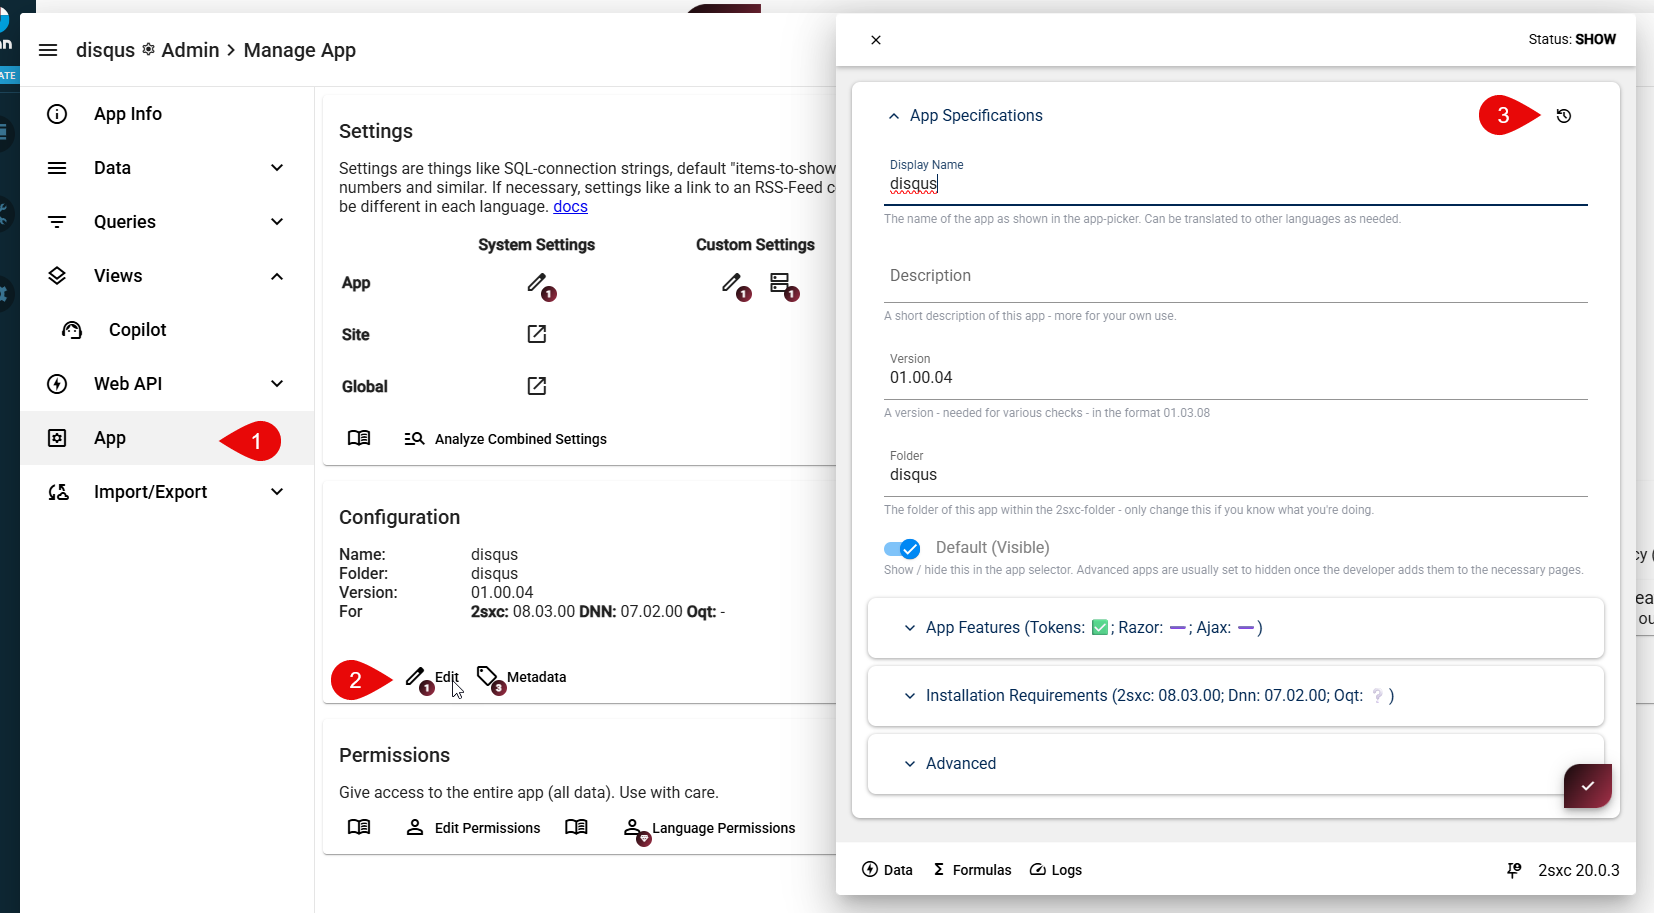 disqus Admin > Manage App
App Info
Data
Queries
Views
Copilot
Web API
App
1
Import/Export
Settings
Settings are things like SQL-connection strings, default "items-to-show
numbers and similar. If necessary, settings like a link to an RSS-Feed
be different in each language. docs
System Settings Custom Settings
App 1 1 1
Site
Global
Analyze Combined Settings
Configuration
Name: disqus
Folder: disqus
Version: 01.00.04
For 2sxc: 08.03.00 DNN: 07.02.00 Oqt: -
2
1 Edit 3 Metadata
Permissions
Give access to the entire app (all data). Use with care.
Edit Permissions Language Permissions
Status: SHOW
App Specifications
3
Display Name
disqus
The name of the app as shown in the app-picker. Can be translated to other languages as needed.
Description
A short description of this app - more for your own use.
Version
01.00.04
A version - needed for various checks - in the format 01.03.08
Folder
disqus
The folder of this app within the 2sxc-folder - only change this if you know what you're doing.
Default (Visible)
Show / hide this in the app selector. Advanced apps are usually set to hidden once the developer adds them to the necessary pages.
App Features (Tokens: ✅; Razor: ➖; Ajax: ➖)
Installation Requirements (2sxc: 08.03.00; Dnn: 07.02.00; Oqt: ❔)
Advanced
Data Formulas Logs
2sxc 20.0.3